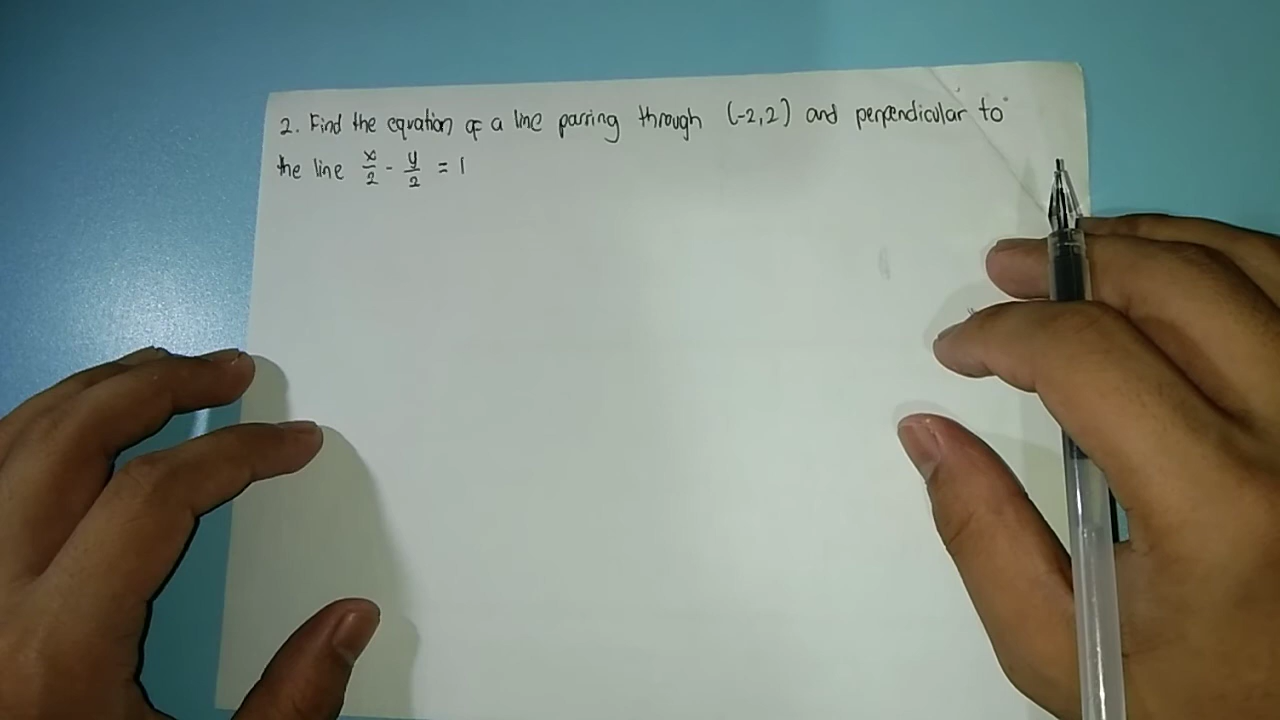 2. Find the equation of a line passing through (-2,2) and perpendicular to
the line x/2 - y/2 = 1